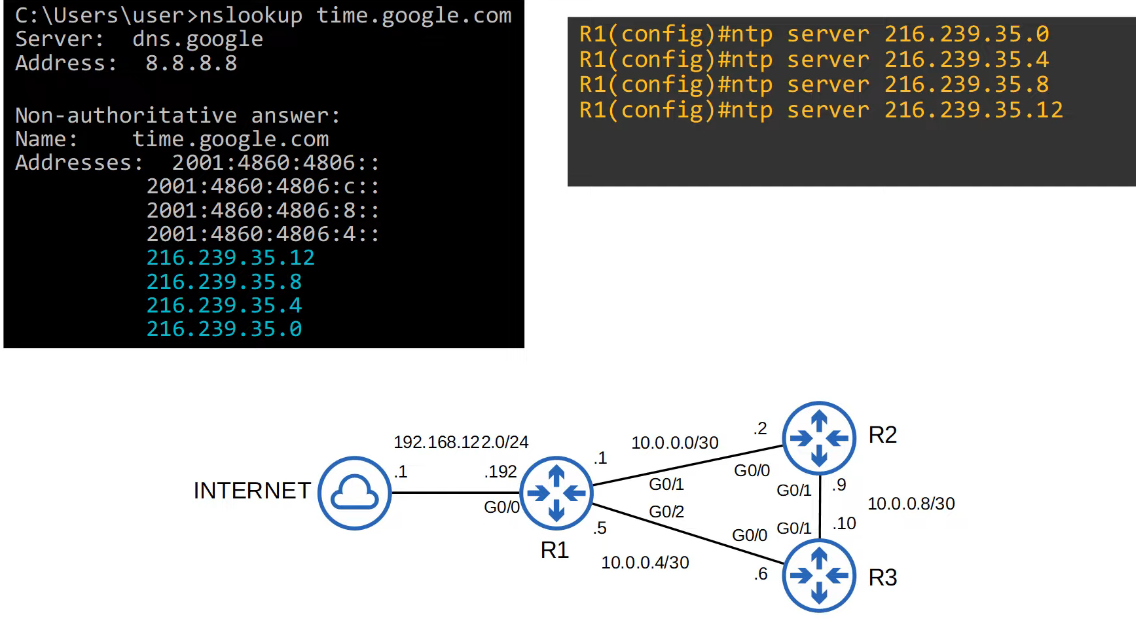 C:\Users\user>nslookup time.google.com
Server:  dns.google
Address:  8.8.8.8
Non-authoritative answer:
Name:    time.google.com
Addresses:  2001:4860:4806::
2001:4860:4806:c::
2001:4860:4806:8::
2001:4860:4806:4::
216.239.35.12
216.239.35.8
216.239.35.4
216.239.35.0
R1(config)#ntp server 216.239.35.0
R1(config)#ntp server 216.239.35.4
R1(config)#ntp server 216.239.35.8
R1(config)#ntp server 216.239.35.12
INTERNET
192.168.122.0/24
.1
.192
G0/0
R1
.1
G0/1
10.0.0.0/30
.2
G0/0
R2
G0/1
.9
10.0.0.8/30
.5
G0/2
10.0.0.4/30
G0/0
G0/1
.10
.6
R3